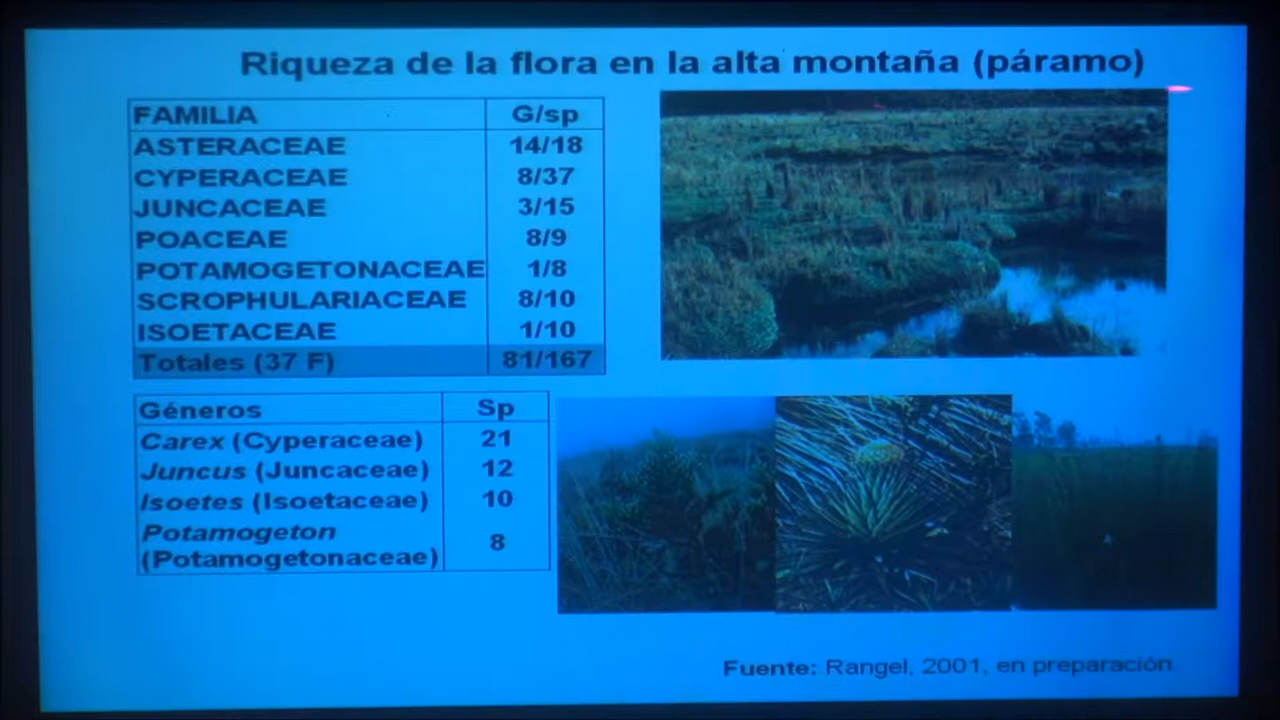 Riqueza de la flora en la alta montaña (páramo)
FAMILIA G/sp
ASTERACEAE 14/18
CYPERACEAE 8/37
JUNCACEAE 3/15
POACEAE 8/9
POTAMOGETONACEAE 1/8
SCROPHULARIACEAE 8/10
ISOETACEAE 1/10
Totales (37 F) 81/167
Géneros Sp
Carex (Cyperaceae) 21
Juncus (Juncaceae) 12
Isoetes (Isoetaceae) 10
Potamogeton
(Potamogetonaceae) 8
Fuente: Rangel, 2001, en preparación.